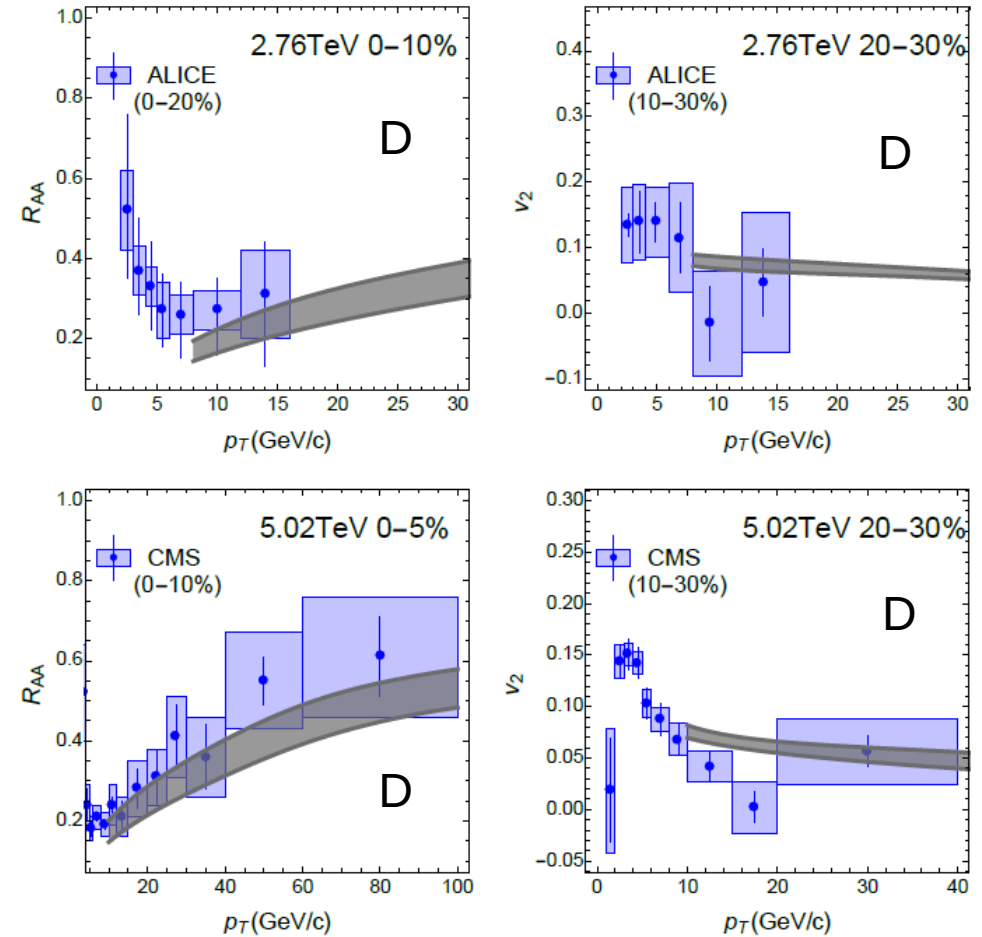 2.76TeV 0−10%
ALICE
(0−20%)
D
R_AA
1.0
0.8
0.6
0.4
0.2
0 5 10 15 20 25 30
p_T(GeV/c)
2.76TeV 20−30%
ALICE
(10−30%)
D
v_2
0.4
0.3
0.2
0.1
0.0
−0.1
0 5 10 15 20 25 30
p_T(GeV/c)
5.02TeV 0−5%
CMS
(0−10%)
D
R_AA
1.0
0.8
0.6
0.4
0.2
20 40 60 80 100
p_T(GeV/c)
5.02TeV 20−30%
CMS
(10−30%)
D
v_2
0.30
0.25
0.20
0.15
0.10
0.05
0.00
−0.05
0 10 20 30 40
p_T(GeV/c)